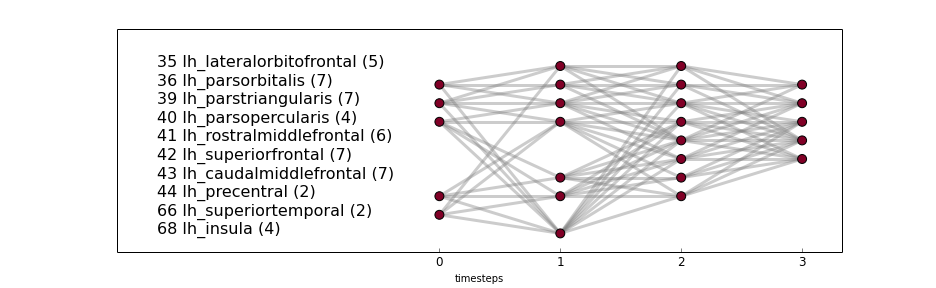 35 lh_lateralorbitofrontal (5)
36 lh_parsorbitalis (7)
39 lh_parstriangularis (7)
40 lh_parsopercularis (4)
41 lh_rostralmiddlefrontal (6)
42 lh_superiorfrontal (7)
43 lh_caudalmiddlefrontal (7)
44 lh_precentral (2)
66 lh_superiortemporal (2)
68 lh_insula (4)
0 1 2 3
timesteps